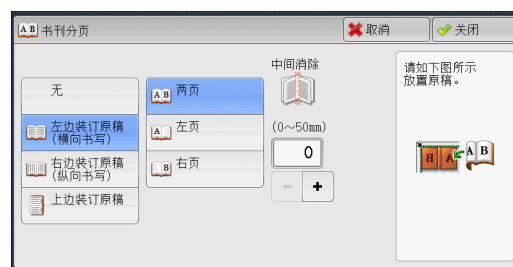 AB 书刊分页
取消
关闭
无
左边装订原稿
(横向书写)
右边装订原稿
(纵向书写)
上边装订原稿
AB 两页
A 左页
B 右页
中间消除
(0～50mm)
0
－ +
请如下图所示
放置原稿。
B A A B